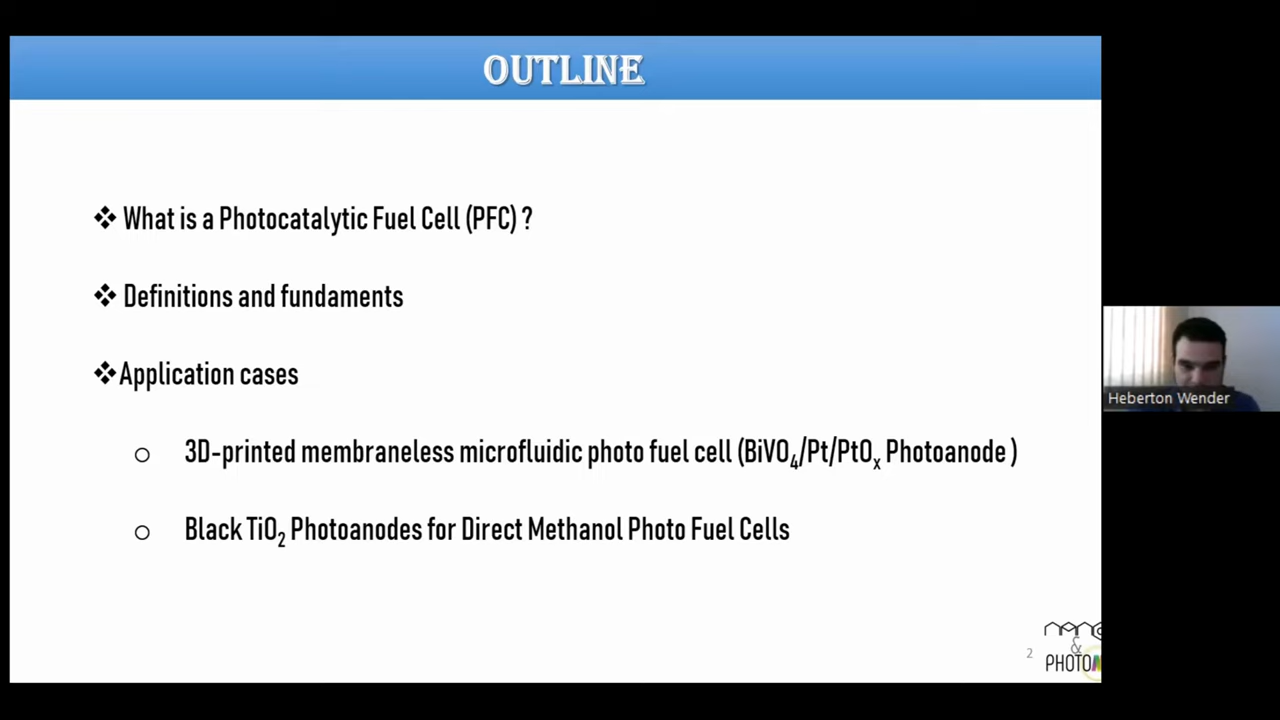 OUTLINE
❖ What is a Photocatalytic Fuel Cell (PFC) ?
❖ Definitions and fundaments
❖ Application cases
o 3D-printed membraneless microfluidic photo fuel cell (BiVO₄/Pt/PtOₓ Photoanode )
o Black TiO₂ Photoanodes for Direct Methanol Photo Fuel Cells
Heberton Wender
2
&
PHOTO